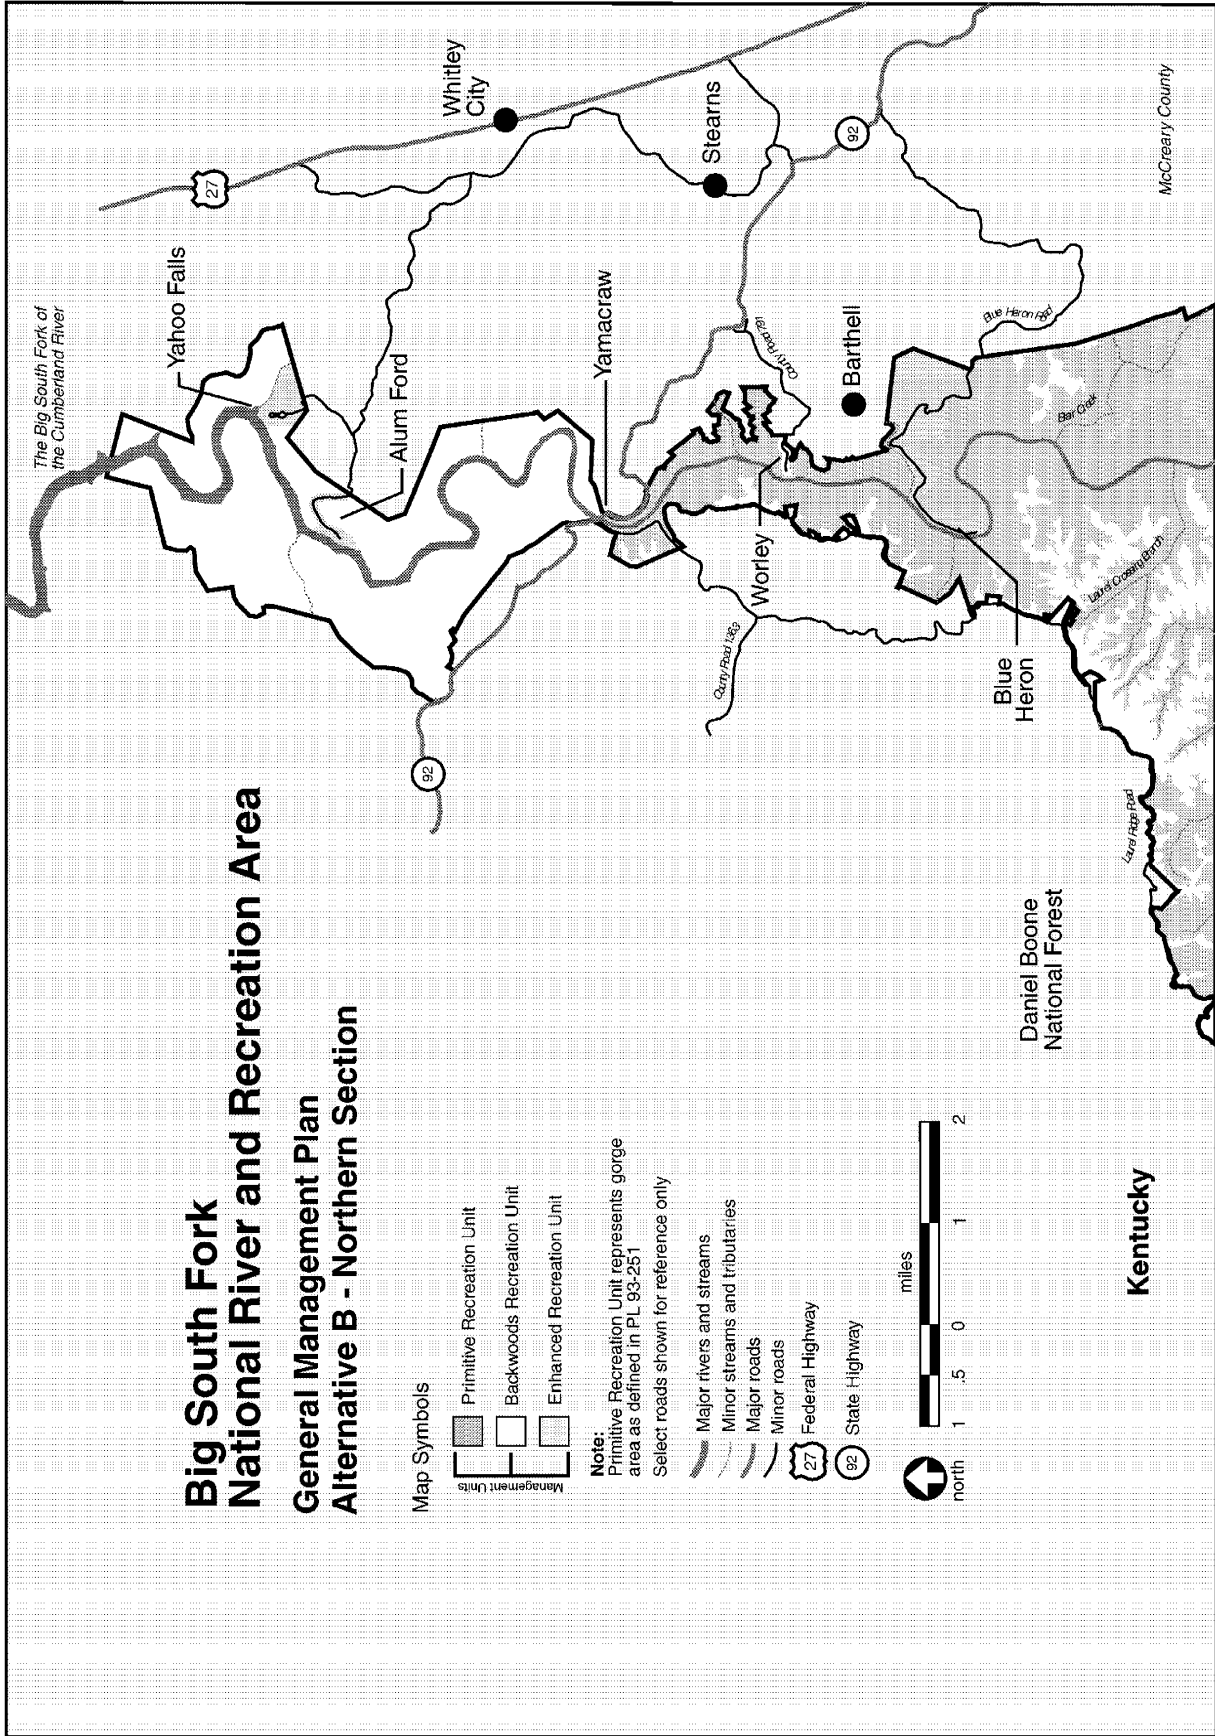 Big South Fork
National River and Recreation Area
General Management Plan
Alternative B - Northern Section
Map Symbols
Management Units
Primitive Recreation Unit
Backwoods Recreation Unit
Enhanced Recreation Unit
Note:
Primitive Recreation Unit represents gorge
area as defined in PL 93-251
Select roads shown for reference only
Major rivers and streams
Minor streams and tributaries
Major roads
Minor roads
27
Federal Highway
92
State Highway
north
miles
1 .5 0 1 2
Kentucky
Daniel Boone
National Forest
The Big South Fork of
the Cumberland River
Yahoo Falls
27
Whitley
City
Alum Ford
92
Yamacraw
Stearns
County Road 791
92
Worley
Barthell
County Road 1363
Blue Heron Road
Blue
Heron
Bear Creek
Laurel Crossing Branch
Laurel Ridge Road
McCreary County